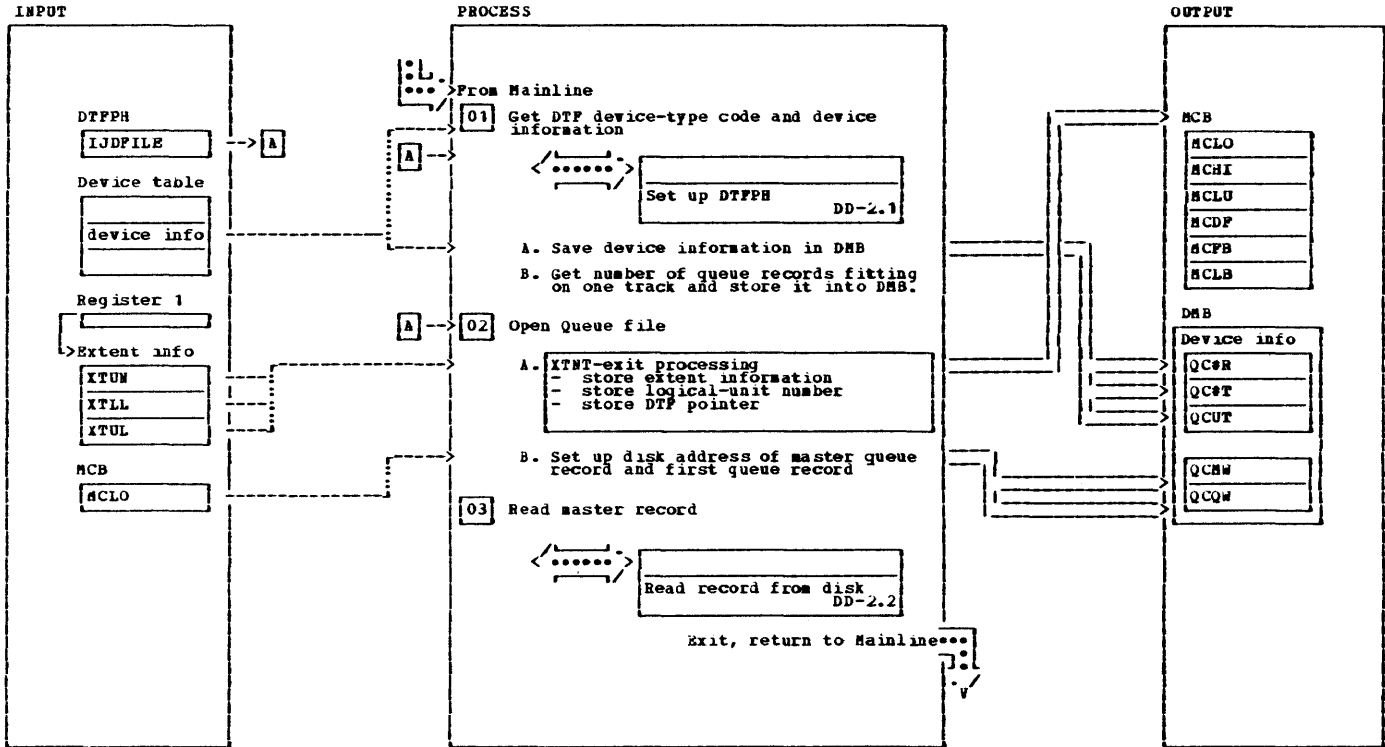 INPUT
DTFPH
IJDFILE
A
Device table
device info
Register 1
Extent info
XTUN
XTLL
XTUL
MCB
MCLO
PROCESS
From Mainline
01 Get DTF device-type code and device
information
A
Set up DTFPH
DD-2.1
A. Save device information in DMB
B. Get number of queue records fitting
on one track and store it into DMB.
A
02 Open Queue file
A. XTNT-exit processing
- store extent information
- store logical-unit number
- store DTF pointer
B. Set up disk address of master queue
record and first queue record
03 Read master record
Read record from disk
DD-2.2
Exit, return to Mainline
OUTPUT
MCB
MCLO
MCHI
MCLU
MCDF
MCFB
MCLB
DMB
Device info
QC#R
QC#T
QCUT
QCMW
QCQW